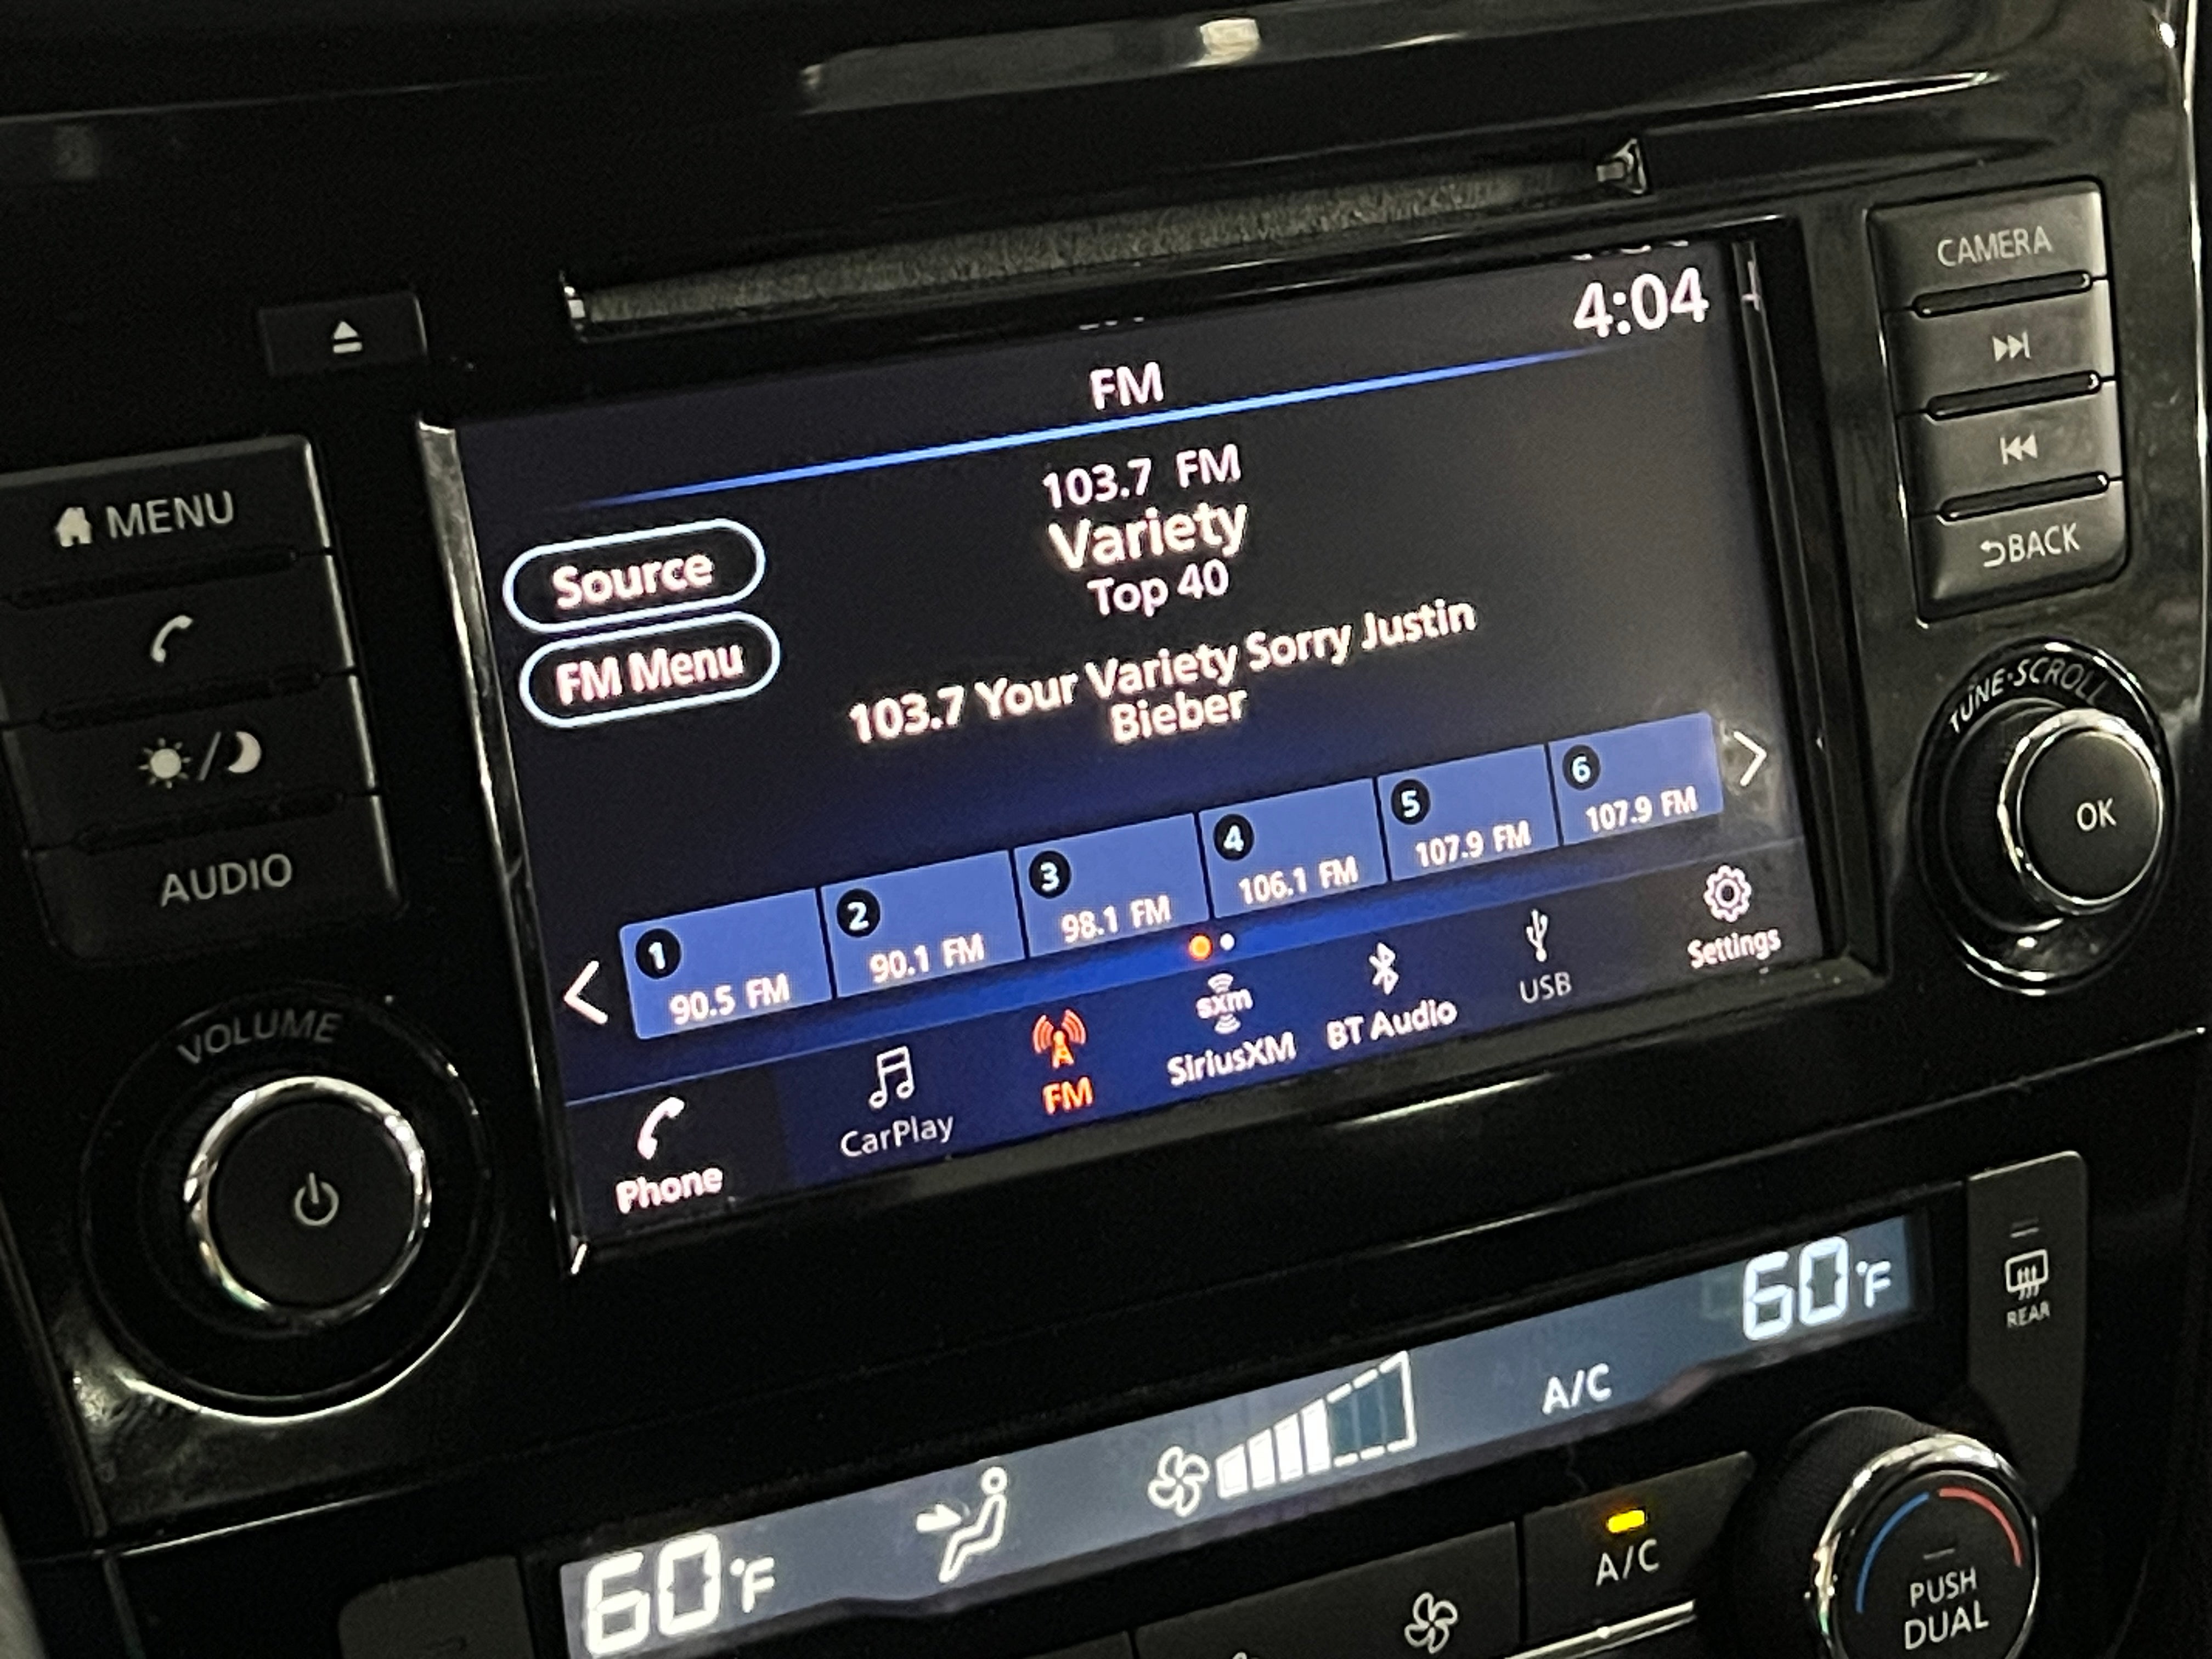 CAMERA
4:04
FM
MENU
103.7 FM
Variety
Top 40
Source
FM Menu
103.7 Your Variety Sorry Justin
Bieber
BACK
TUNE·SCROLL
OK
AUDIO
1 90.5 FM
2 90.1 FM
3 98.1 FM
4 106.1 FM
5 107.9 FM
6 107.9 FM
VOLUME
Phone
CarPlay
FM
sxm
SiriusXM
BT Audio
USB
Settings
60°F
REAR
A/C
60°F
A/C
PUSH
DUAL